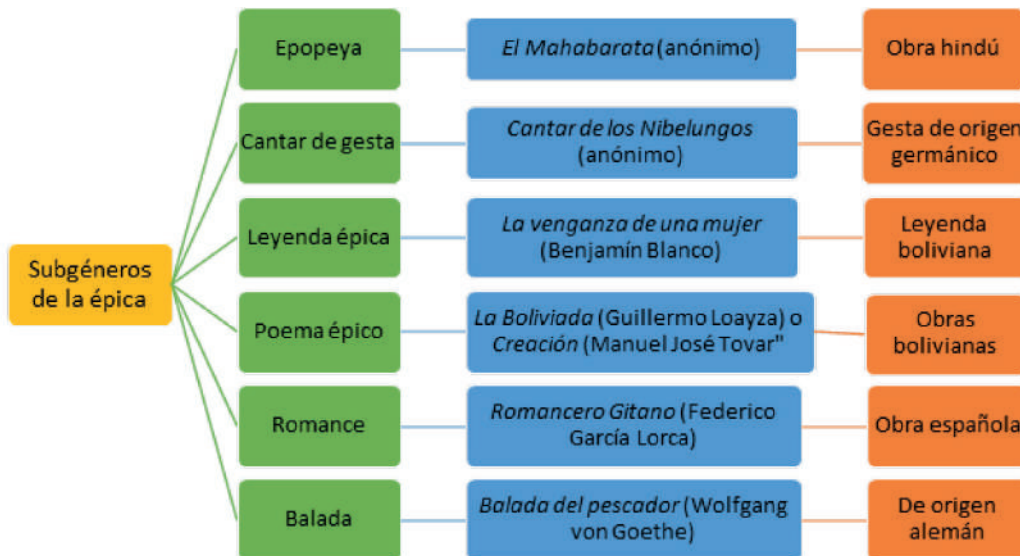 Subgéneros
de la épica
Epopeya
El Mahabarata (anónimo)
Obra hindú
Cantar de gesta
Cantar de los Nibelungos
(anónimo)
Gesta de origen
germánico
Leyenda épica
La venganza de una mujer
(Benjamín Blanco)
Leyenda
boliviana
Poema épico
La Boliviada (Guillermo Loayza) o
Creación (Manuel José Tovar"
Obras
bolivianas
Romance
Romancero Gitano (Federico
García Lorca)
Obra española
Balada
Balada del pescador (Wolfgang
von Goethe)
De origen
alemán